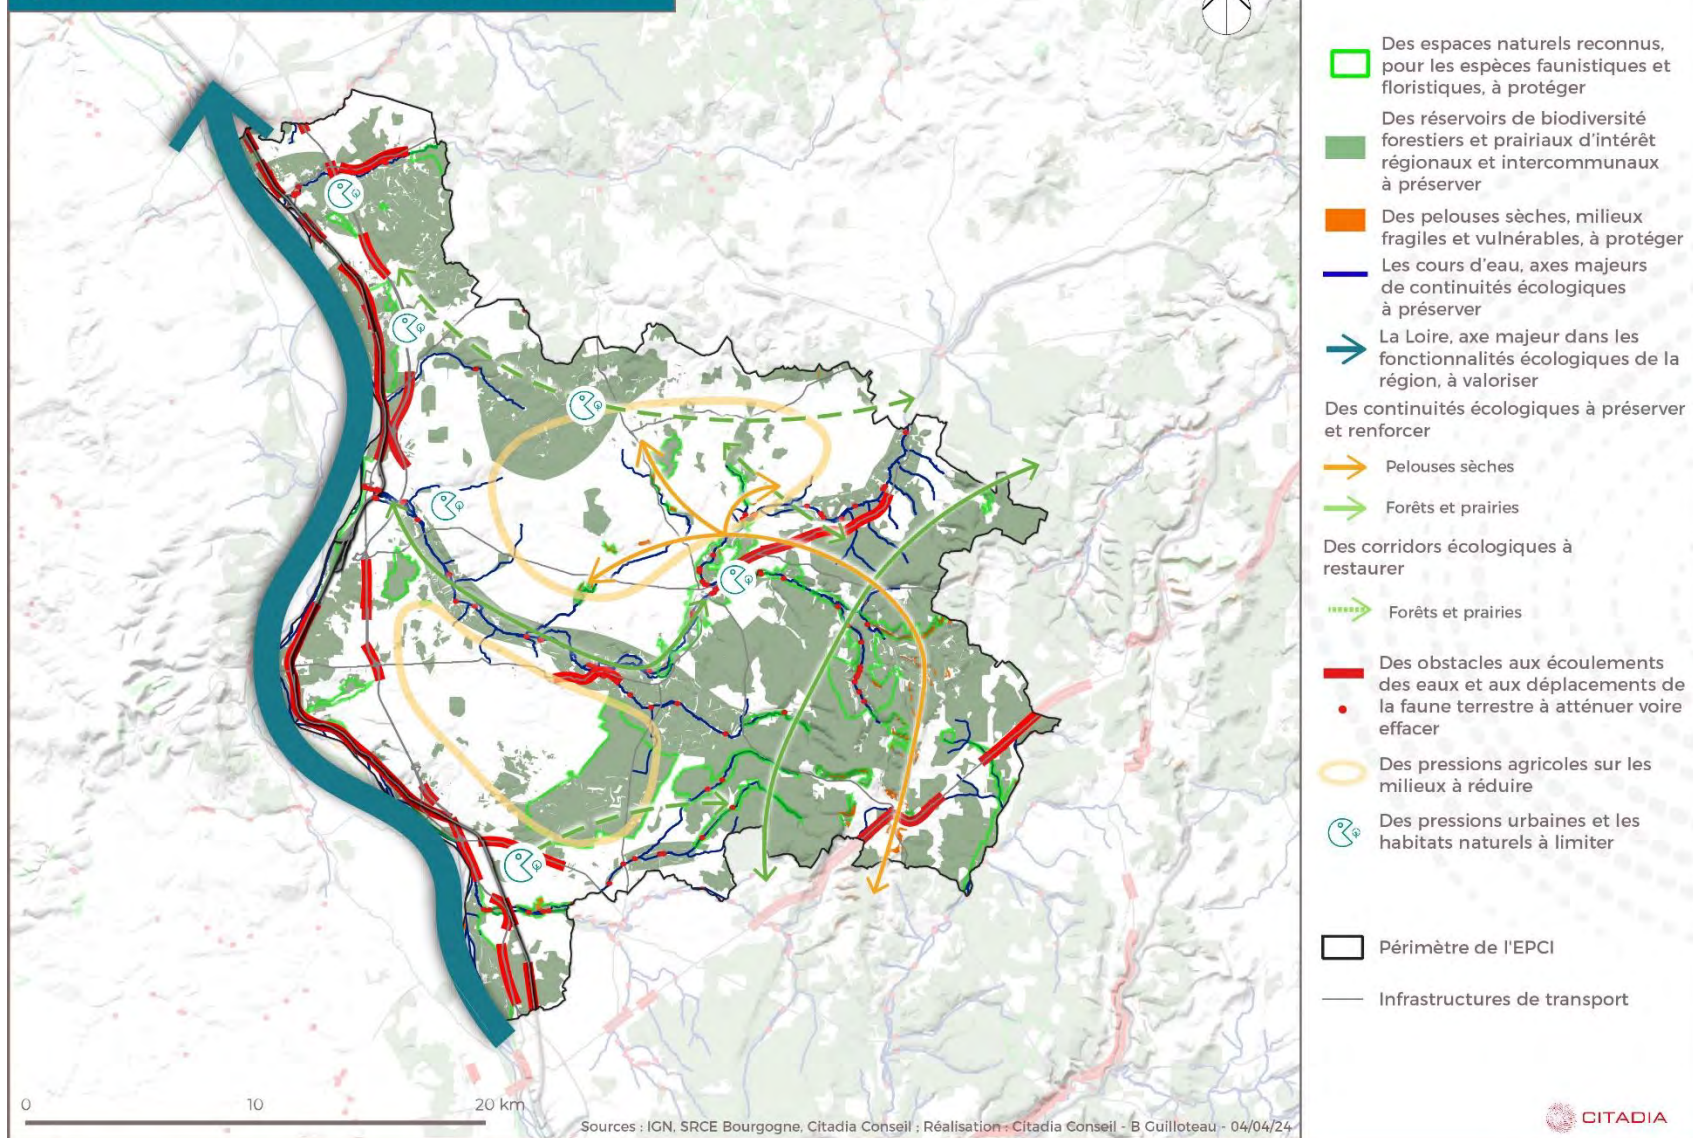 Des espaces naturels reconnus,
pour les espèces faunistiques et
floristiques, à protéger
Des réservoirs de biodiversité
forestiers et prairiaux d'intérêt
régionaux et intercommunaux
à préserver
Des pelouses sèches, milieux
fragiles et vulnérables, à protéger
Les cours d'eau, axes majeurs
de continuités écologiques
à préserver
La Loire, axe majeur dans les
fonctionnalités écologiques de la
région, à valoriser
Des continuités écologiques à préserver
et renforcer
Pelouses sèches
Forêts et prairies
Des corridors écologiques à
restaurer
Forêts et prairies
Des obstacles aux écoulements
des eaux et aux déplacements de
la faune terrestre à atténuer voire
effacer
Des pressions agricoles sur les
milieux à réduire
Des pressions urbaines et les
habitats naturels à limiter
Périmètre de l'EPCI
Infrastructures de transport
0 10 20 km
Sources : IGN, SRCE Bourgogne, Citadia Conseil ; Réalisation : Citadia Conseil - B Guilloteau - 04/04/24
CITADIA